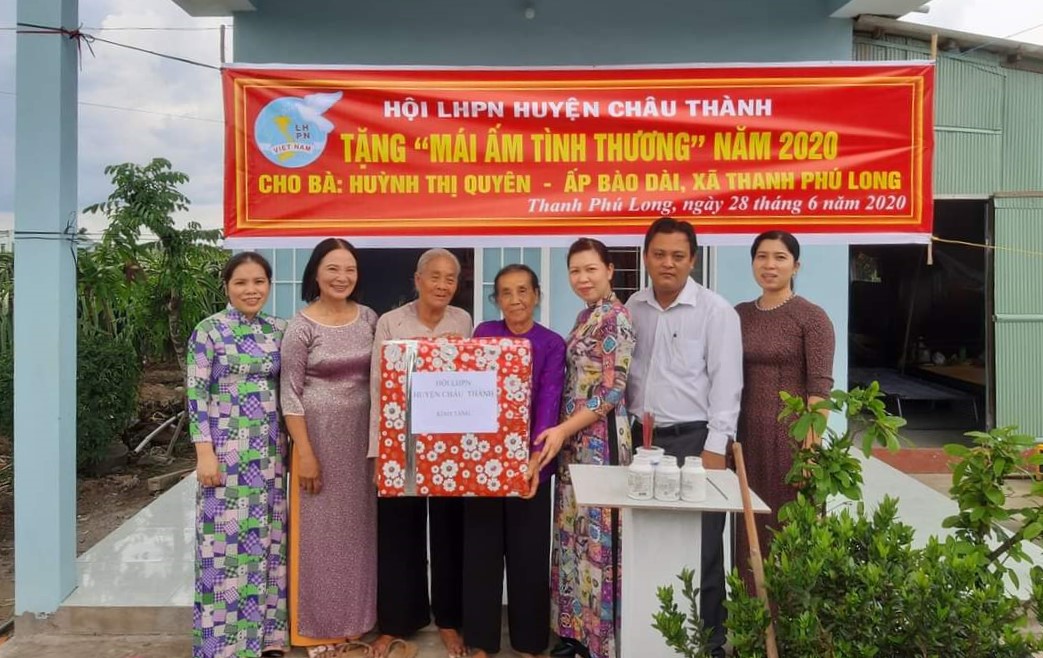 HỘI LHPN HUYỆN CHÂU THÀNH
LH
PN
VIỆT NAM
TẶNG “MÁI ẤM TÌNH THƯƠNG” NĂM 2020
CHO BÀ: HUỲNH THỊ QUYÊN - ẤP BÀO DÀI, XÃ THANH PHÚ LONG
Thanh Phú Long, ngày 28 tháng 6 năm 2020
HỘI LHPN
HUYỆN CHÂU THÀNH
KÍNH TẶNG